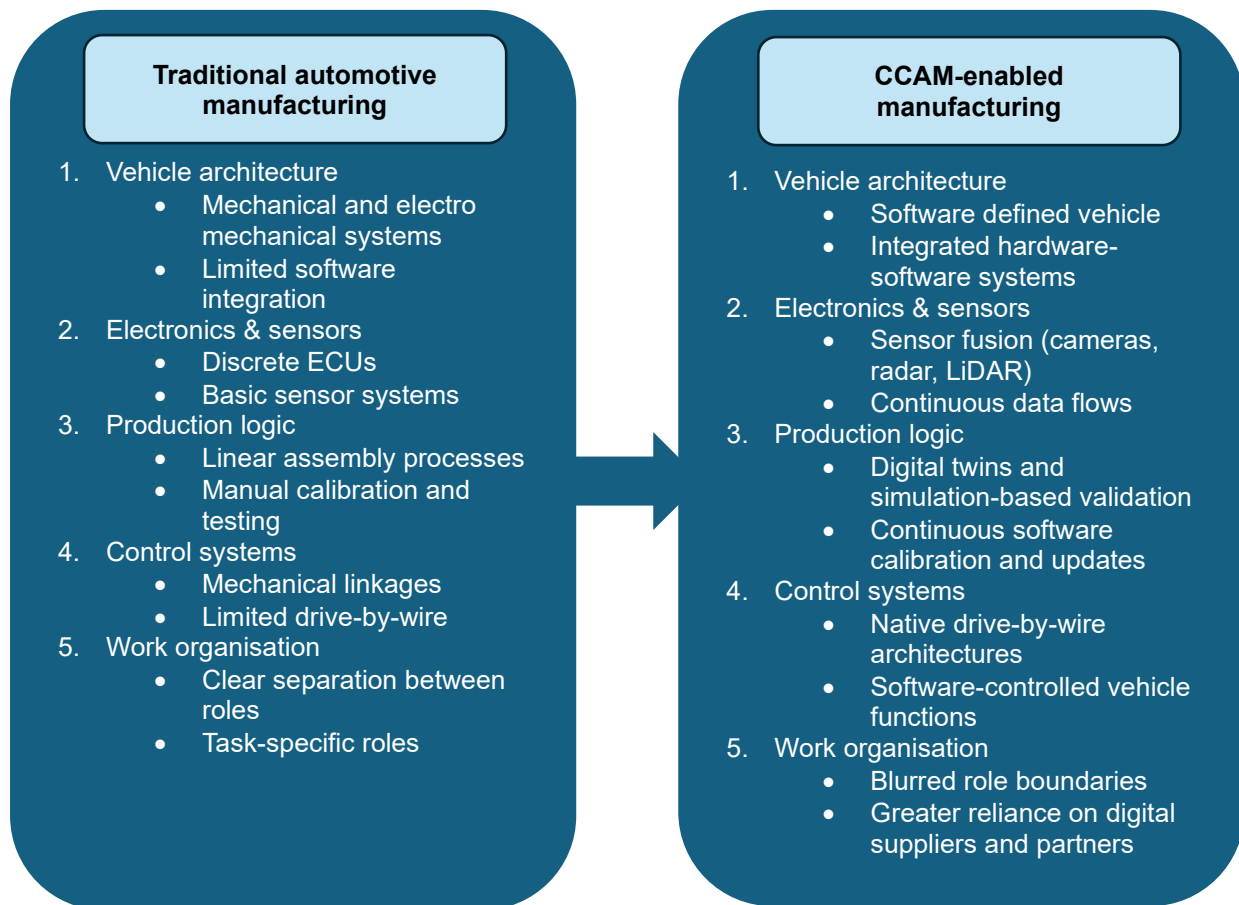 Traditional automotive
manufacturing
1. Vehicle architecture
• Mechanical and electro
mechanical systems
• Limited software
integration
2. Electronics & sensors
• Discrete ECUs
• Basic sensor systems
3. Production logic
• Linear assembly processes
• Manual calibration and
testing
4. Control systems
• Mechanical linkages
• Limited drive-by-wire
5. Work organisation
• Clear separation between
roles
• Task-specific roles
CCAM-enabled
manufacturing
1. Vehicle architecture
• Software defined vehicle
• Integrated hardware-
software systems
2. Electronics & sensors
• Sensor fusion (cameras,
radar, LiDAR)
• Continuous data flows
3. Production logic
• Digital twins and
simulation-based validation
• Continuous software
calibration and updates
4. Control systems
• Native drive-by-wire
architectures
• Software-controlled vehicle
functions
5. Work organisation
• Blurred role boundaries
• Greater reliance on digital
suppliers and partners